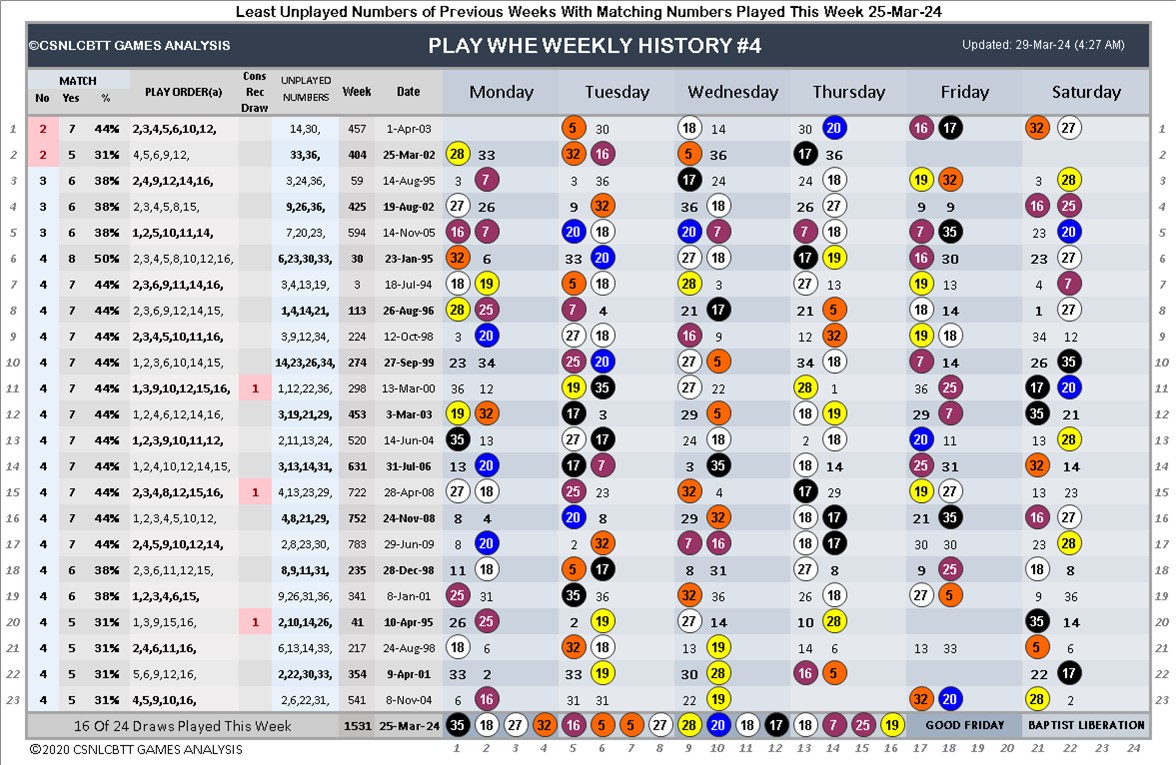 Least Unplayed Numbers of Previous Weeks With Matching Numbers Played This Week 25-Mar-24
©CSNLCBTT GAMES ANALYSIS PLAY WHE WEEKLY HISTORY #4 Updated: 29-Mar-24 (4:27 AM)
MATCH
No Yes % PLAY ORDER(a) Cons Rec Draw UNPLAYED NUMBERS Week Date Monday Tuesday Wednesday Thursday Friday Saturday
1 2 7 44% 2,3,4,5,6,10,12, 14,30, 457 1-Apr-03 5 30 18 14 30 20 16 17 32 27 1
2 2 5 31% 4,5,6,9,12, 33,36, 404 25-Mar-02 28 33 32 16 5 36 17 36 2
3 3 6 38% 2,4,9,12,14,16, 3,24,36, 59 14-Aug-95 3 7 3 36 17 24 24 18 19 32 3 28 3
4 3 6 38% 2,3,4,5,8,15, 9,26,36, 425 19-Aug-02 27 26 9 32 36 18 26 27 9 9 16 25 4
5 3 6 38% 1,2,5,10,11,14, 7,20,23, 594 14-Nov-05 16 7 20 18 20 7 7 18 7 35 23 20 5
6 4 8 50% 2,3,4,5,8,10,12,16, 6,23,30,33, 30 23-Jan-95 32 6 33 20 27 18 17 19 16 30 23 27 6
7 4 7 44% 2,3,6,9,11,14,16, 3,4,13,19, 3 18-Jul-94 18 19 5 18 28 3 27 13 19 13 4 7 7
8 4 7 44% 2,3,6,9,12,14,15, 1,4,14,21, 113 26-Aug-96 28 25 7 4 21 17 21 5 18 14 1 27 8
9 4 7 44% 2,3,4,5,10,11,16, 3,9,12,34, 224 12-Oct-98 3 20 27 18 16 9 12 32 19 18 34 12 9
10 4 7 44% 1,2,3,6,10,14,15, 14,23,26,34, 274 27-Sep-99 23 34 25 20 27 5 34 18 7 14 26 35 10
11 4 7 44% 1,3,9,10,12,15,16, 1 1,12,22,36, 298 13-Mar-00 36 12 19 35 27 22 28 1 36 25 17 20 11
12 4 7 44% 1,2,4,6,12,14,16, 3,19,21,29, 453 3-Mar-03 19 32 17 3 29 5 18 19 29 7 35 21 12
13 4 7 44% 1,2,3,9,10,11,12, 2,11,13,24, 520 14-Jun-04 35 13 27 17 24 18 2 18 20 11 13 28 13
14 4 7 44% 1,2,4,10,12,14,15, 3,13,14,31, 631 31-Jul-06 13 20 17 7 3 35 18 14 25 31 32 14 14
15 4 7 44% 2,3,4,8,12,15,16, 1 4,13,23,29, 722 28-Apr-08 27 18 25 23 32 4 17 29 19 27 13 23 15
16 4 7 44% 1,2,3,4,5,10,12, 4,8,21,29, 752 24-Nov-08 8 4 20 8 29 32 18 17 21 35 16 27 16
17 4 7 44% 2,4,5,9,10,12,14, 2,8,23,30, 783 29-Jun-09 8 20 2 32 7 16 18 17 30 30 23 28 17
18 4 6 38% 2,3,6,11,12,15, 8,9,11,31, 235 28-Dec-98 11 18 5 17 8 31 27 8 9 25 18 8 18
19 4 6 38% 1,2,3,4,6,15, 9,26,31,36, 341 8-Jan-01 25 31 35 36 32 36 26 18 27 5 9 36 19
20 4 5 31% 1,3,9,15,16, 1 2,10,14,26, 41 10-Apr-95 26 25 2 19 27 14 10 28 35 14 20
21 4 5 31% 2,4,6,11,16, 6,13,14,33, 217 24-Aug-98 18 6 32 18 13 19 14 6 13 33 5 6 21
22 4 5 31% 5,6,9,12,16, 2,22,30,33, 354 9-Apr-01 33 2 33 19 30 28 16 5 22 17 22
23 4 5 31% 4,5,9,10,16, 2,6,22,31, 541 8-Nov-04 6 16 31 31 22 19 32 20 28 2 23
16 Of 24 Draws Played This Week 1531 25-Mar-24 35 18 27 32 16 5 5 27 28 20 18 12 18 7 25 19 GOOD FRIDAY BAPTIST LIBERATION
©2020 CSNLCBTT GAMES ANALYSIS 1 2 3 4 5 6 7 8 9 10 11 12 13 14 15 16 17 18 19 20 21 22 23 24